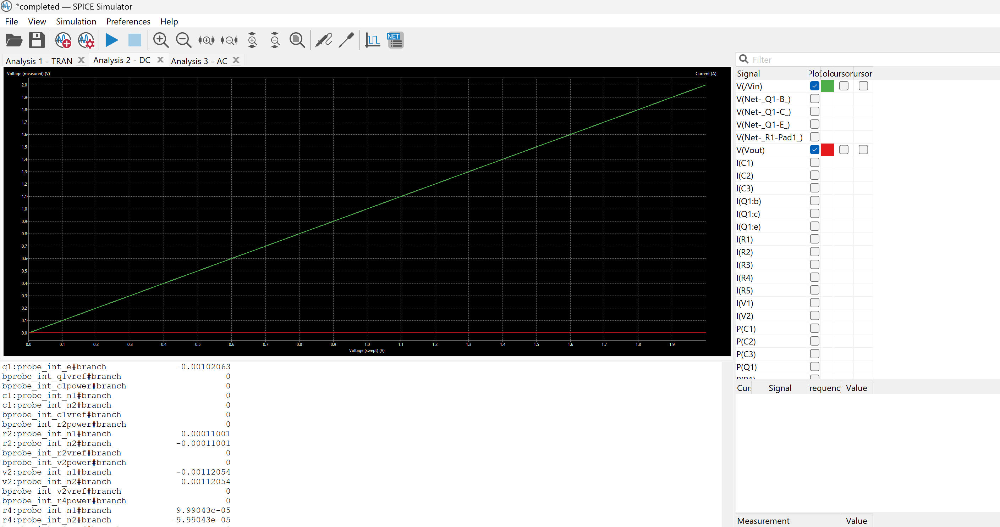 *completed — SPICE Simulator
File View Simulation Preferences Help
NET
Analysis 1 - TRAN
Analysis 2 - DC
Analysis 3 - AC
Voltage (measured) (V)
Current (A)
2.0
1.9
1.8
1.7
1.6
1.5
1.4
1.3
1.2
1.1
1.0
0.9
0.8
0.7
0.6
0.5
0.4
0.3
0.2
0.1
0.0
0.0 0.1 0.2 0.3 0.4 0.5 0.6 0.7 0.8 0.9 1.0 1.1 1.2 1.3 1.4 1.5 1.6 1.7 1.8 1.9
Voltage (swept) (V)
q1:probe_int_e#branch -0.00102063
bprobe_int_q1vref#branch 0
bprobe_int_c1power#branch 0
c1:probe_int_n1#branch 0
c1:probe_int_n2#branch 0
bprobe_int_c1vref#branch 0
bprobe_int_r2power#branch 0
r2:probe_int_n1#branch 0.00011001
r2:probe_int_n2#branch -0.00011001
bprobe_int_r2vref#branch 0
bprobe_int_v2power#branch 0
v2:probe_int_n1#branch -0.00112054
v2:probe_int_n2#branch 0.00112054
bprobe_int_v2vref#branch 0
bprobe_int_r4power#branch 0
r4:probe_int_n1#branch 9.99043e-05
r4:probe_int_n2#branch -9.99043e-05
Filter
Signal Plot Colo ursor ursor
V(/Vin)
V(Net-_Q1-B_)
V(Net-_Q1-C_)
V(Net-_Q1-E_)
V(Net-_R1-Pad1_)
V(Vout)
I(C1)
I(C2)
I(C3)
I(Q1:b)
I(Q1:c)
I(Q1:e)
I(R1)
I(R2)
I(R3)
I(R4)
I(R5)
I(V1)
I(V2)
P(C1)
P(C2)
P(C3)
P(Q1)
P(R1)
Curs Signal Frequenc Value
Measurement Value